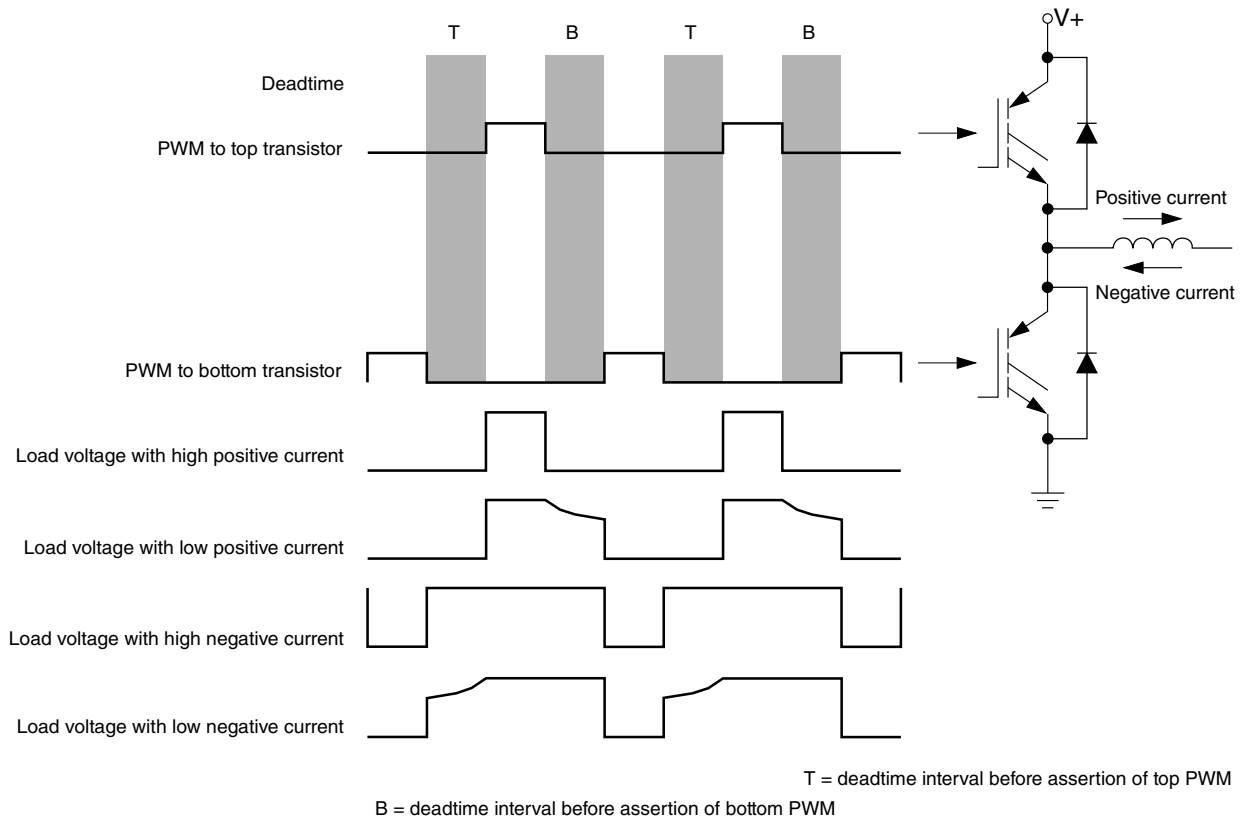 T B T B
V+
Deadtime
PWM to top transistor
Positive current
Negative current
PWM to bottom transistor
Load voltage with high positive current
Load voltage with low positive current
Load voltage with high negative current
Load voltage with low negative current
T = deadtime interval before assertion of top PWM
B = deadtime interval before assertion of bottom PWM